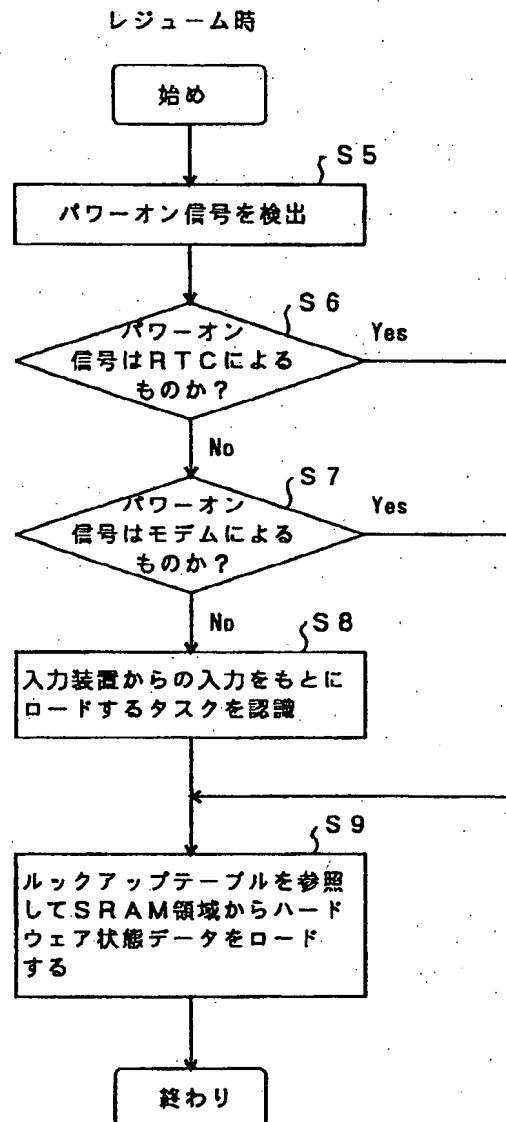 レジューム時
始め
S5
パワーオン信号を検出
S6
パワーオン
信号はRTCによる
ものか?
Yes
No
S7
パワーオン
信号はモデムによる
ものか?
Yes
No
S8
入力装置からの入力をもとに
ロードするタスクを認識
S9
ルックアップテーブルを参照
してSRAM領域からハード
ウェア状態データをロード
する
終わり